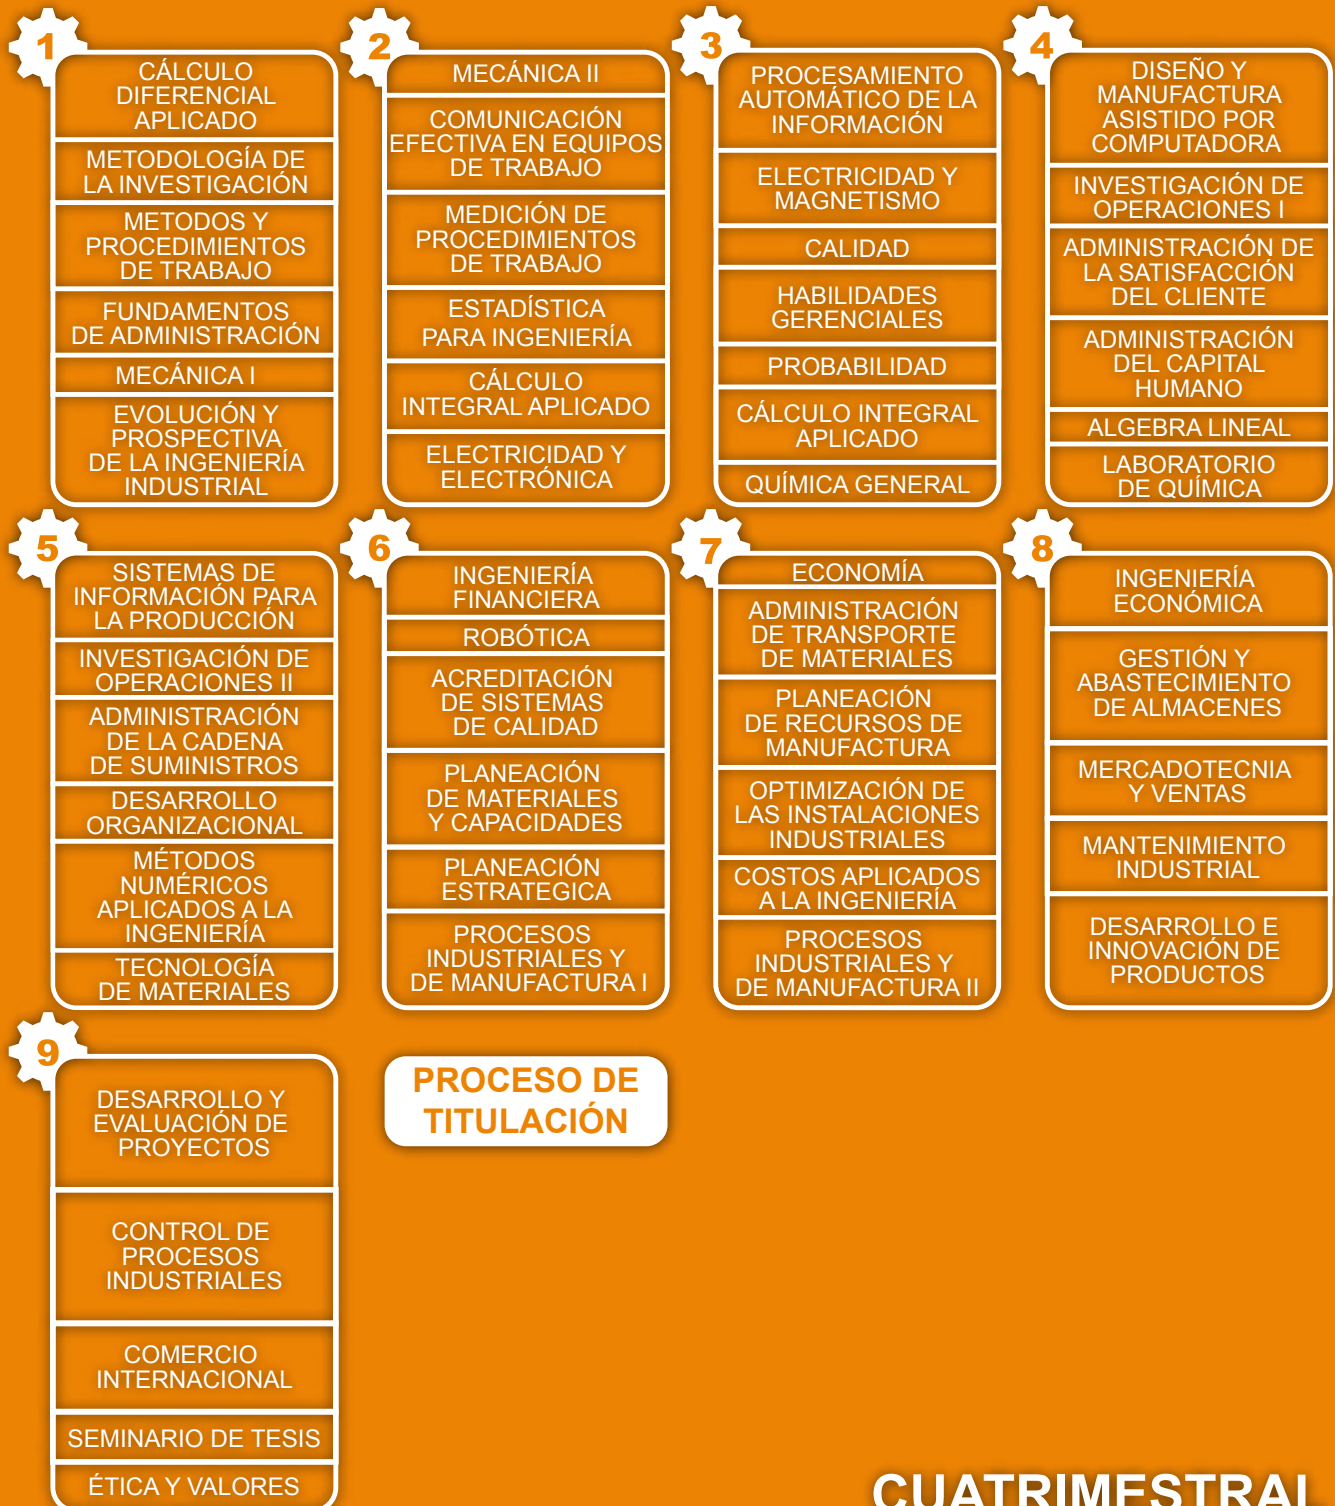 1
CÁLCULO
DIFERENCIAL
APLICADO
METODOLOGÍA DE
LA INVESTIGACIÓN
METODOS Y
PROCEDIMIENTOS
DE TRABAJO
FUNDAMENTOS
DE ADMINISTRACIÓN
MECÁNICA I
EVOLUCIÓN Y
PROSPECTIVA
DE LA INGENIERÍA
INDUSTRIAL
2
MECÁNICA II
COMUNICACIÓN
EFECTIVA EN EQUIPOS
DE TRABAJO
MEDICIÓN DE
PROCEDIMIENTOS
DE TRABAJO
ESTADÍSTICA
PARA INGENIERÍA
CÁLCULO
INTEGRAL APLICADO
ELECTRICIDAD Y
ELECTRÓNICA
3
PROCESAMIENTO
AUTOMÁTICO DE LA
INFORMACIÓN
ELECTRICIDAD Y
MAGNETISMO
CALIDAD
HABILIDADES
GERENCIALES
PROBABILIDAD
CÁLCULO INTEGRAL
APLICADO
QUÍMICA GENERAL
4
DISEÑO Y
MANUFACTURA
ASISTIDO POR
COMPUTADORA
INVESTIGACIÓN DE
OPERACIONES I
ADMINISTRACIÓN DE
LA SATISFACCIÓN
DEL CLIENTE
ADMINISTRACIÓN
DEL CAPITAL
HUMANO
ALGEBRA LINEAL
LABORATORIO
DE QUÍMICA
5
SISTEMAS DE
INFORMACIÓN PARA
LA PRODUCCIÓN
INVESTIGACIÓN DE
OPERACIONES II
ADMINISTRACIÓN
DE LA CADENA
DE SUMINISTROS
DESARROLLO
ORGANIZACIONAL
MÉTODOS
NUMÉRICOS
APLICADOS A LA
INGENIERÍA
TECNOLOGÍA
DE MATERIALES
6
INGENIERÍA
FINANCIERA
ROBÓTICA
ACREDITACIÓN
DE SISTEMAS
DE CALIDAD
PLANEACIÓN
DE MATERIALES
Y CAPACIDADES
PLANEACIÓN
ESTRATEGICA
PROCESOS
INDUSTRIALES Y
DE MANUFACTURA I
7
ECONOMÍA
ADMINISTRACIÓN
DE TRANSPORTE
DE MATERIALES
PLANEACIÓN
DE RECURSOS DE
MANUFACTURA
OPTIMIZACIÓN DE
LAS INSTALACIONES
INDUSTRIALES
COSTOS APLICADOS
A LA INGENIERÍA
PROCESOS
INDUSTRIALES Y
DE MANUFACTURA II
8
INGENIERÍA
ECONÓMICA
GESTIÓN Y
ABASTECIMIENTO
DE ALMACENES
MERCADOTECNIA
Y VENTAS
MANTENIMIENTO
INDUSTRIAL
DESARROLLO E
INNOVACIÓN DE
PRODUCTOS
9
DESARROLLO Y
EVALUACIÓN DE
PROYECTOS
CONTROL DE
PROCESOS
INDUSTRIALES
COMERCIO
INTERNACIONAL
SEMINARIO DE TESIS
ÉTICA Y VALORES
PROCESO DE
TITULACIÓN
CUATRIMESTRAL